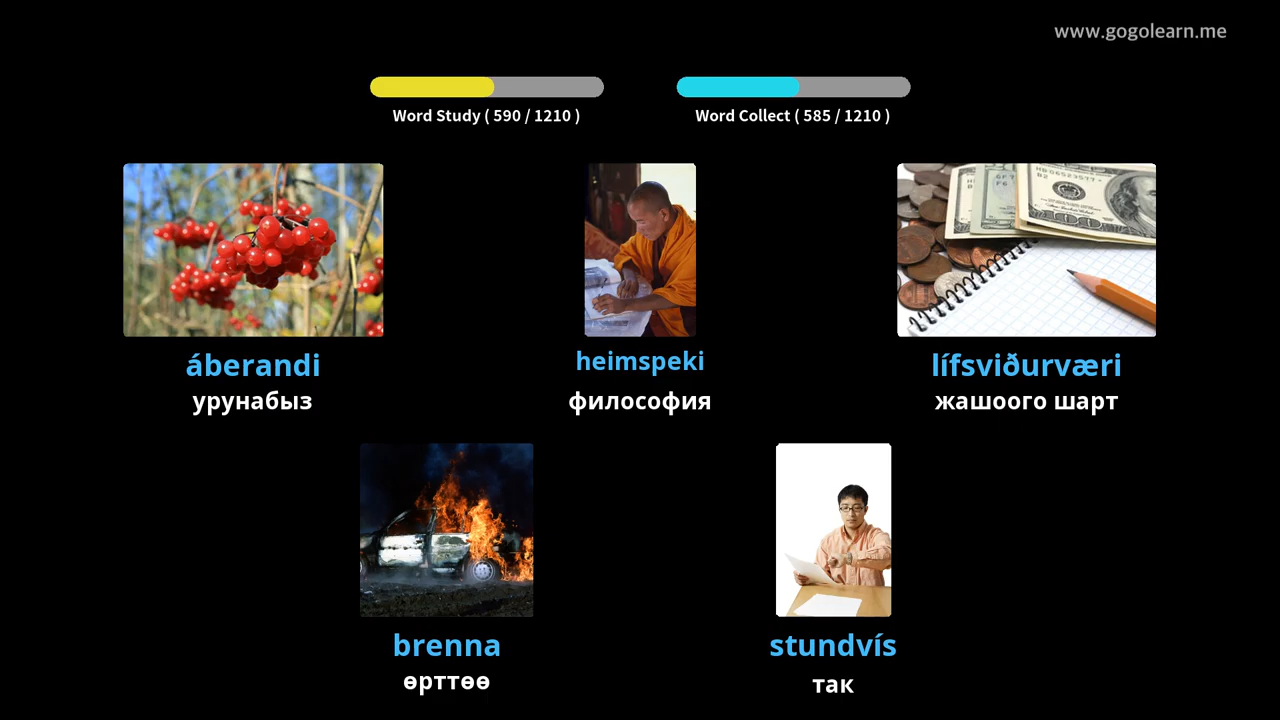 www.gogolearn.me
Word Study ( 590 / 1210 )
Word Collect ( 585 / 1210 )
áberandi
урунабыз
heimspeki
философия
lífsviðurværi
жашоого шарт
brenna
өрттөө
stundvís
так